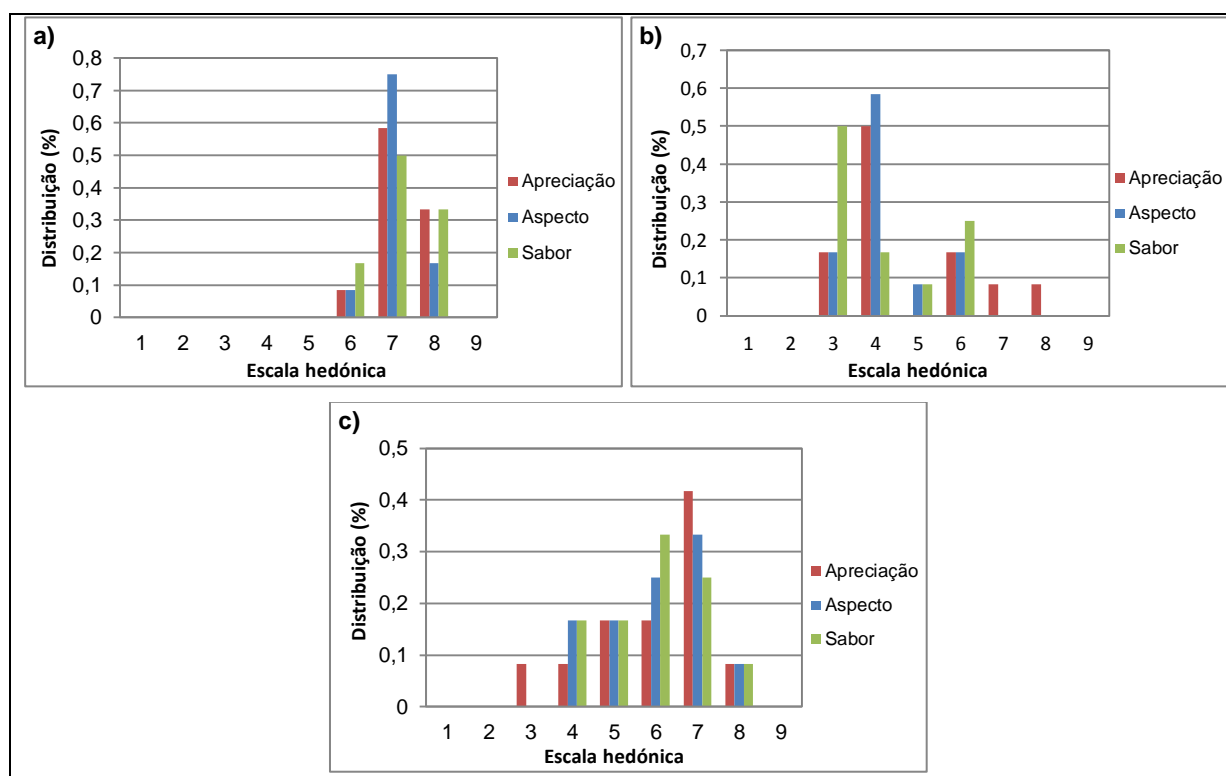 a)
Distribuição (%)
0,8
0,7
0,6
0,5
0,4
0,3
0,2
0,1
0
1 2 3 4 5 6 7 8 9
Escala hedónica
Apreciação
Aspecto
Sabor
b)
Distribuição (%)
0,7
0,6
0,5
0,4
0,3
0,2
0,1
0
1 2 3 4 5 6 7 8 9
Escala hedónica
Apreciação
Aspecto
Sabor
c)
Distribuição (%)
0,5
0,4
0,3
0,2
0,1
0
1 2 3 4 5 6 7 8 9
Escala hedónica
Apreciação
Aspecto
Sabor